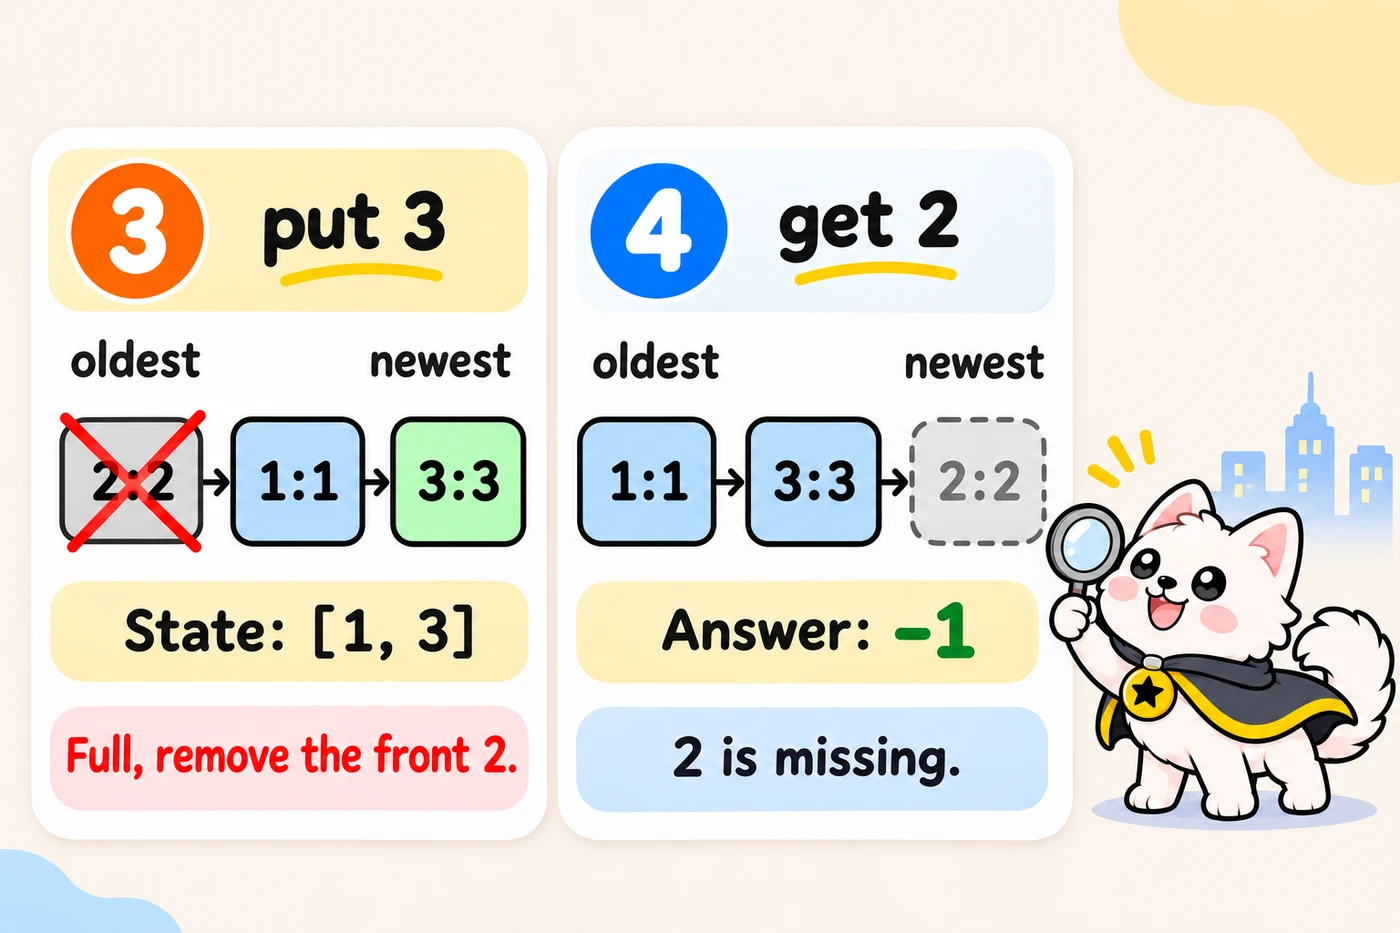 3 put 3
oldest newest
2:2 1:1 3:3
State: [1, 3]
Full, remove the front 2.
4 get 2
oldest newest
1:1 3:3 2:2
Answer: -1
2 is missing.